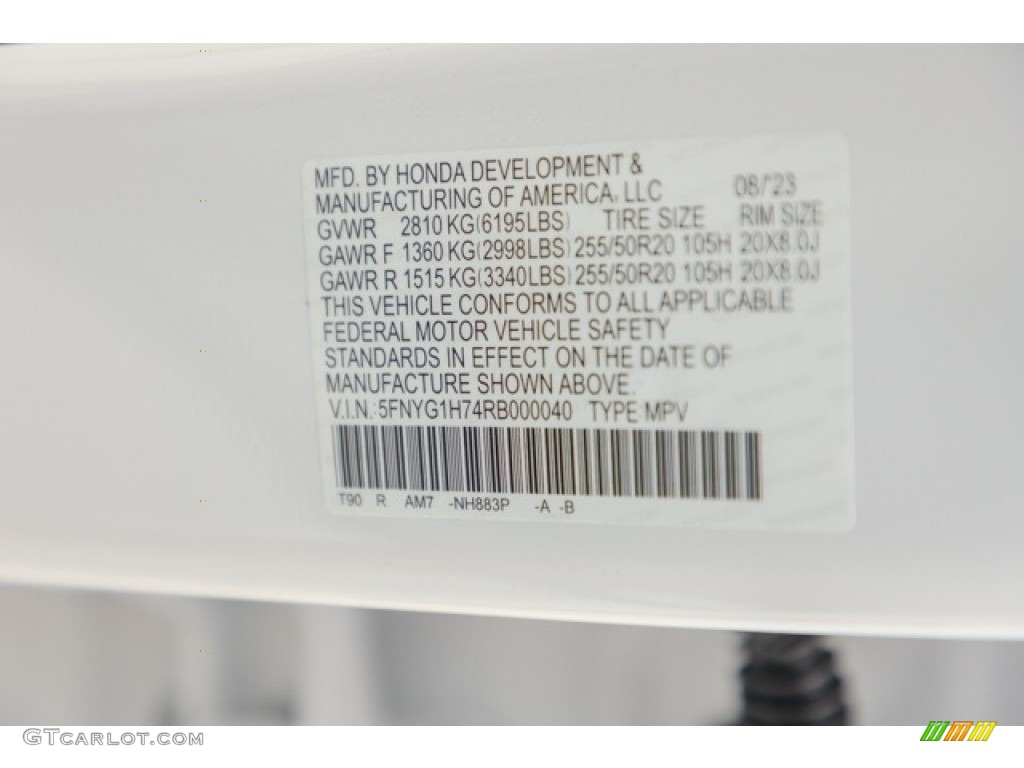 MFD. BY HONDA DEVELOPMENT &
MANUFACTURING OF AMERICA, LLC 08/'23
GVWR 2810 KG(6195LBS) TIRE SIZE RIM SIZE
GAWR F 1360 KG(2998LBS) 255/50R20 105H 20X8.0J
GAWR R 1515 KG(3340LBS) 255/50R20 105H 20X8.0J
THIS VEHICLE CONFORMS TO ALL APPLICABLE
FEDERAL MOTOR VEHICLE SAFETY
STANDARDS IN EFFECT ON THE DATE OF
MANUFACTURE SHOWN ABOVE.
V.I.N.: 5FNYG1H74RB000040 TYPE MPV
T90 R AM7 -NH883P -A -B
GTcarlot.com